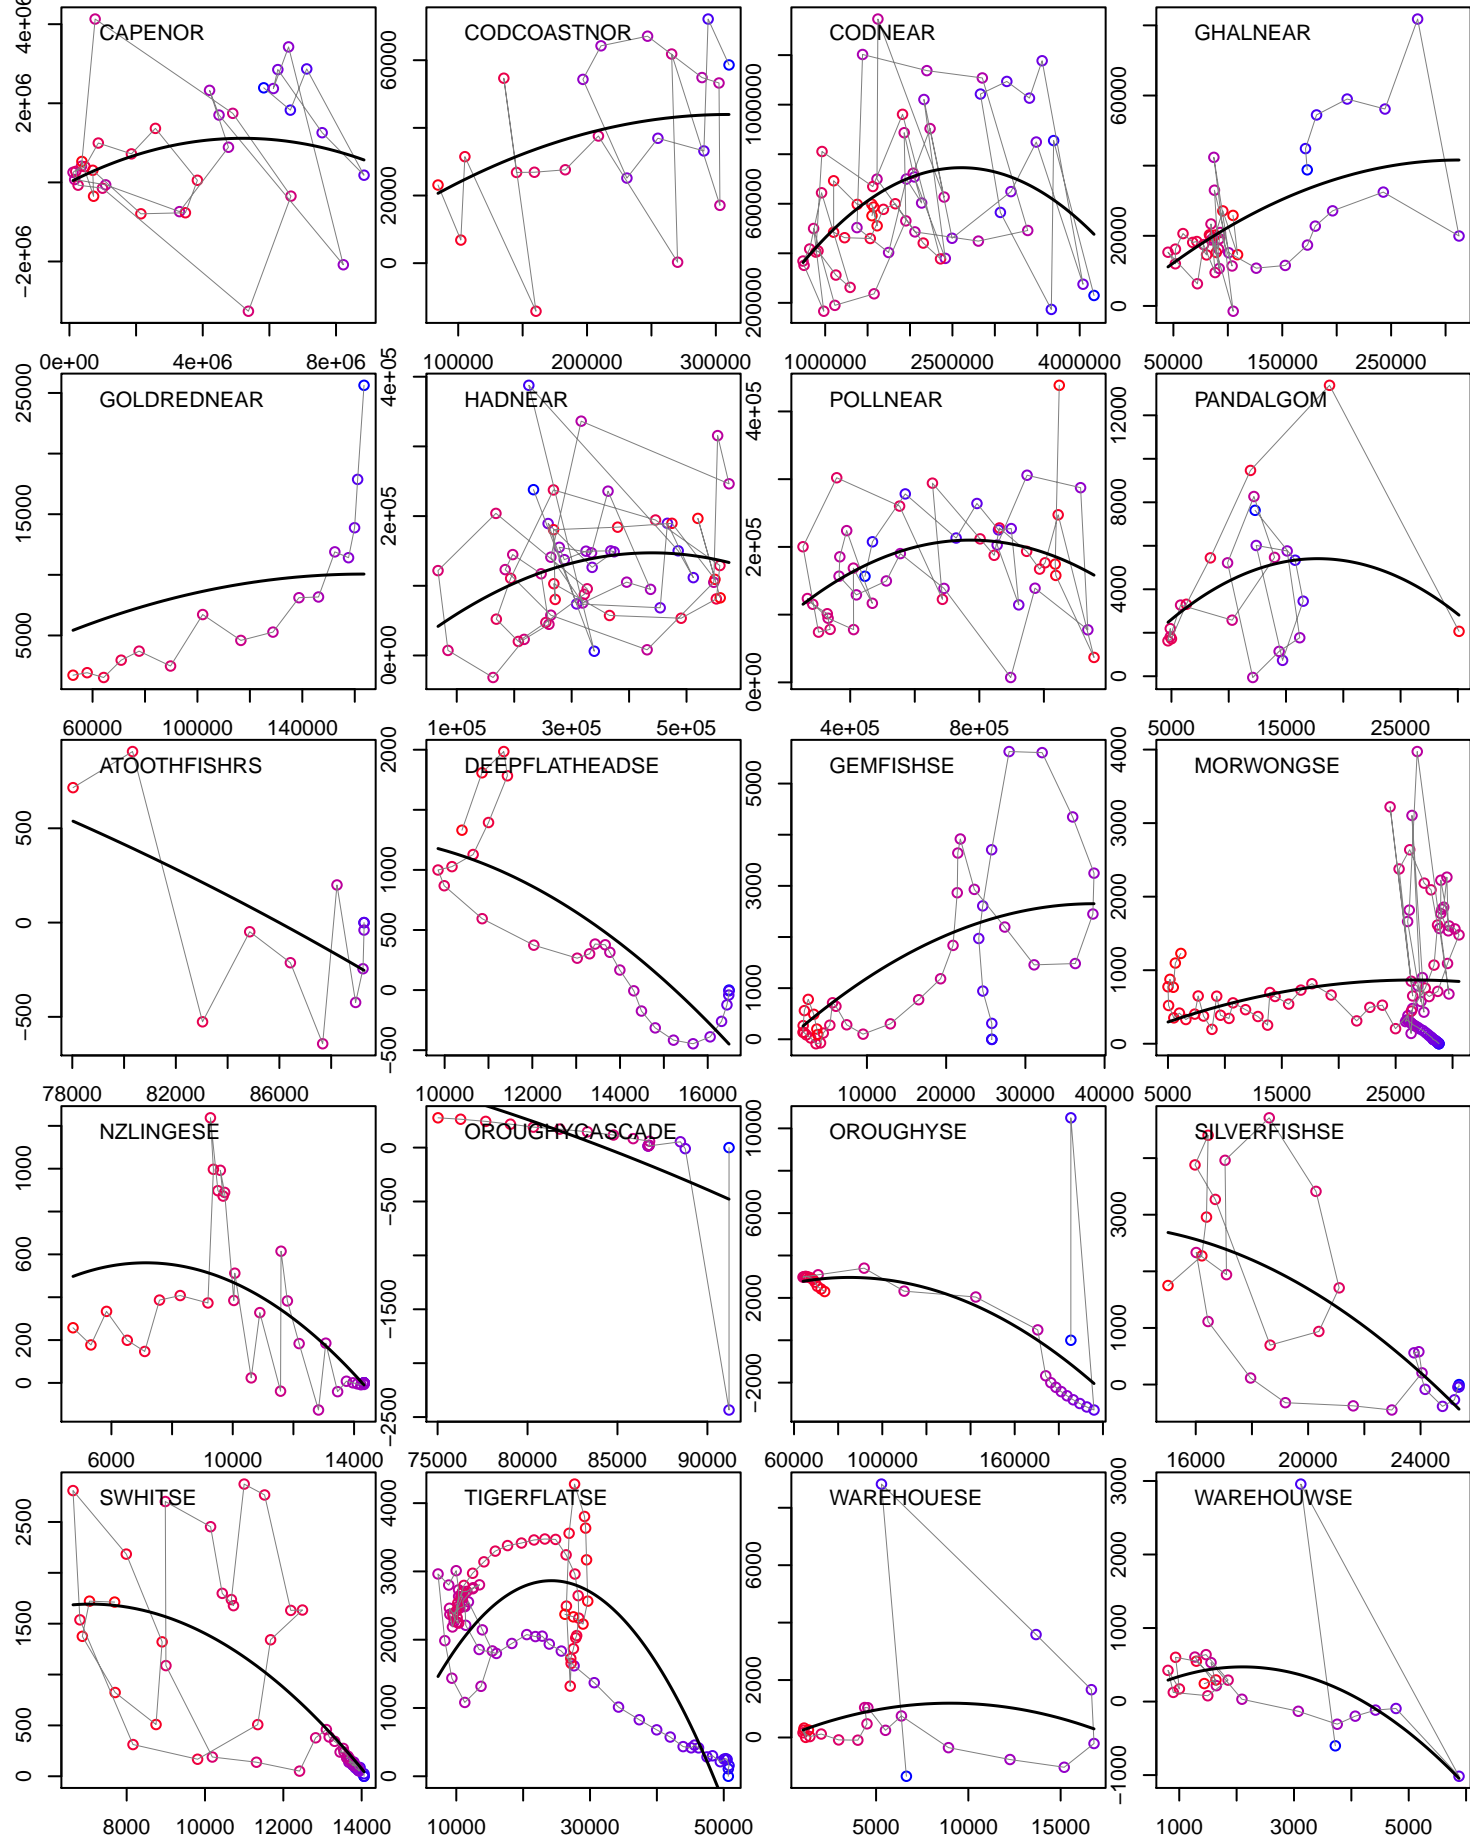 CAPENOR CODCOASTNOR CODNEAR GHALNEAR
−2e+06 2e+06 4e+06
0 20000 60000
200000 600000 1000000
0 20000 60000
0e+00 4e+06 8e+06 100000 200000 300000 1000000 2500000 4000000 50000 150000 250000
GOLDREDNEAR HADNEAR POLLNEAR PANDALGOM
5000 15000 25000
0e+00 2e+05 4e+05
0e+00 2e+05 4e+05
0 4000 8000 12000
60000 100000 140000 1e+05 3e+05 5e+05 4e+05 8e+05 5000 15000 25000
ATOOTHFISHRS DEEPFLATHEADSE GEMFISHSE MORWONGSE
−500 0 500
−500 0 500 1000 2000
0 1000 3000 5000
0 1000 2000 3000 4000
78000 82000 86000 10000 12000 14000 16000 10000 20000 30000 40000 5000 15000 25000
NZLINGESE OROUGHYCASCADE OROUGHYSE SILVERFISHSE
0 200 600 1000
−2500 −1500 −500 0
−2000 2000 6000 10000
0 1000 3000
6000 10000 14000 75000 80000 85000 90000 60000 100000 160000 16000 20000 24000
SWHITSE TIGERFLATSE WAREHOUESE WAREHOUWSE
0 500 1500 2500
0 1000 2000 3000 4000
0 2000 6000
−1000 0 1000 3000
8000 10000 12000 14000 10000 30000 50000 5000 10000 15000 1000 3000 5000